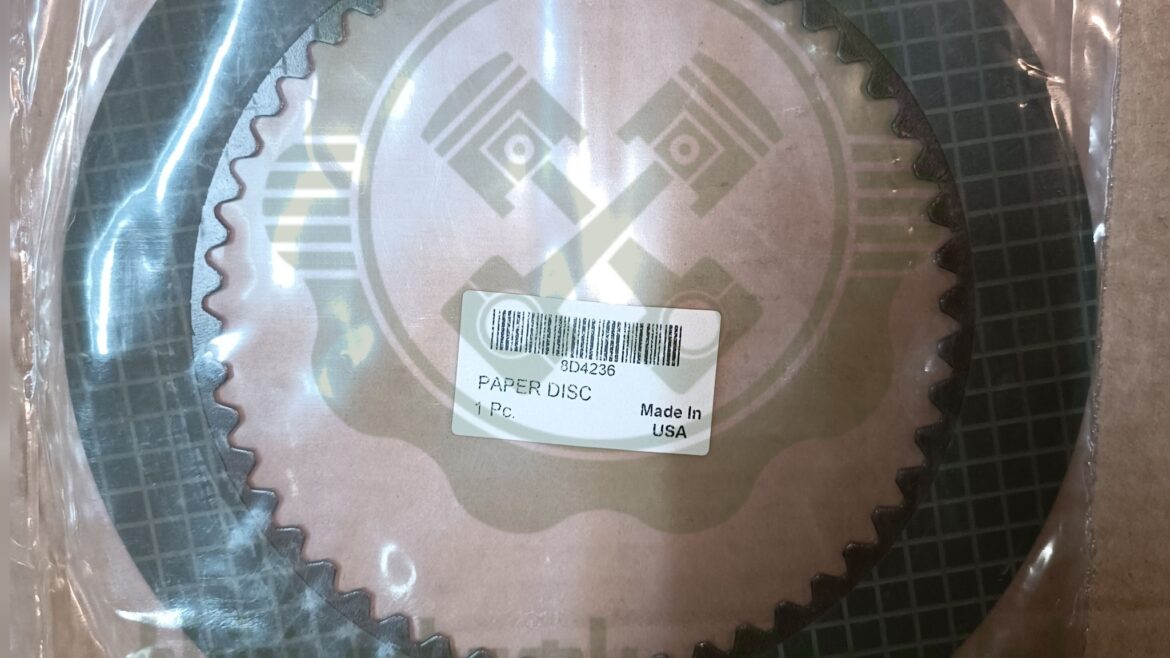 8D4236
PAPER DISC
1 Pc.
Made In
USA